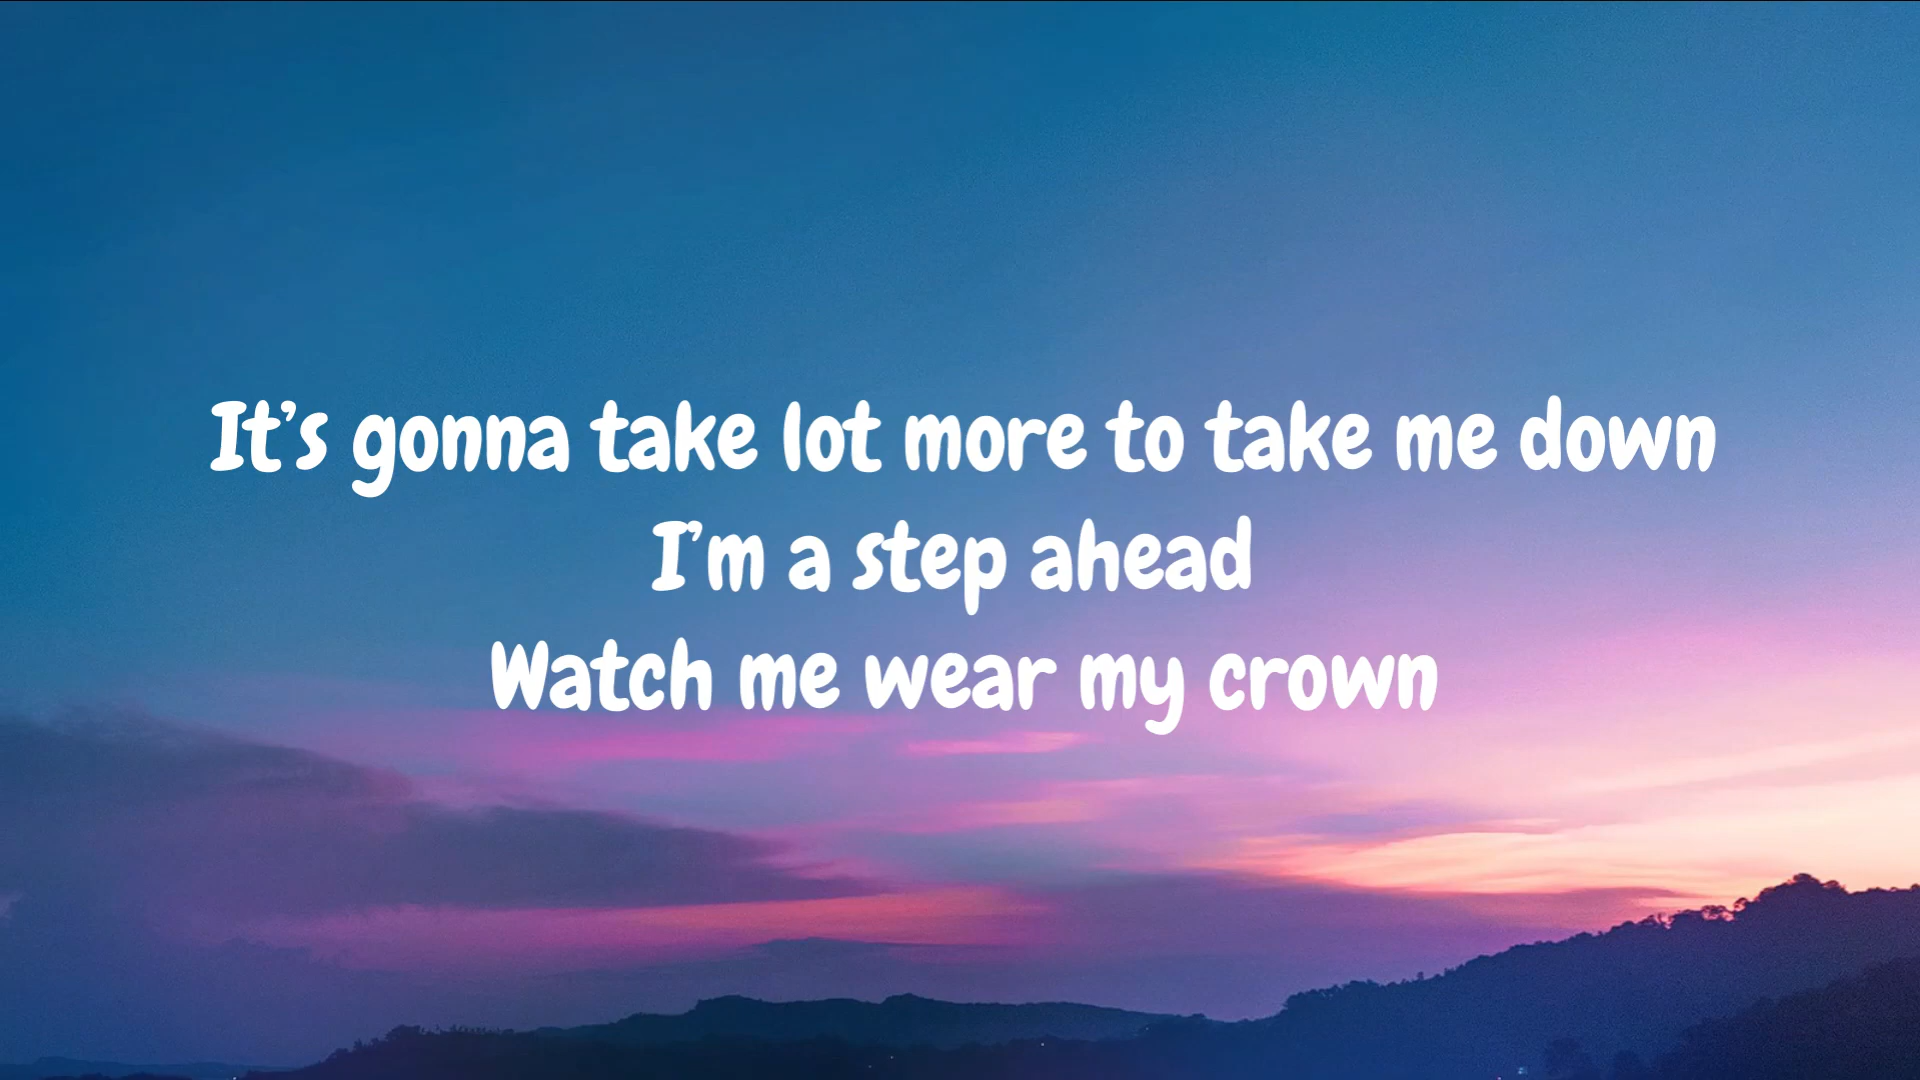 It’s gonna take lot more to take me down
I’m a step ahead
Watch me wear my crown